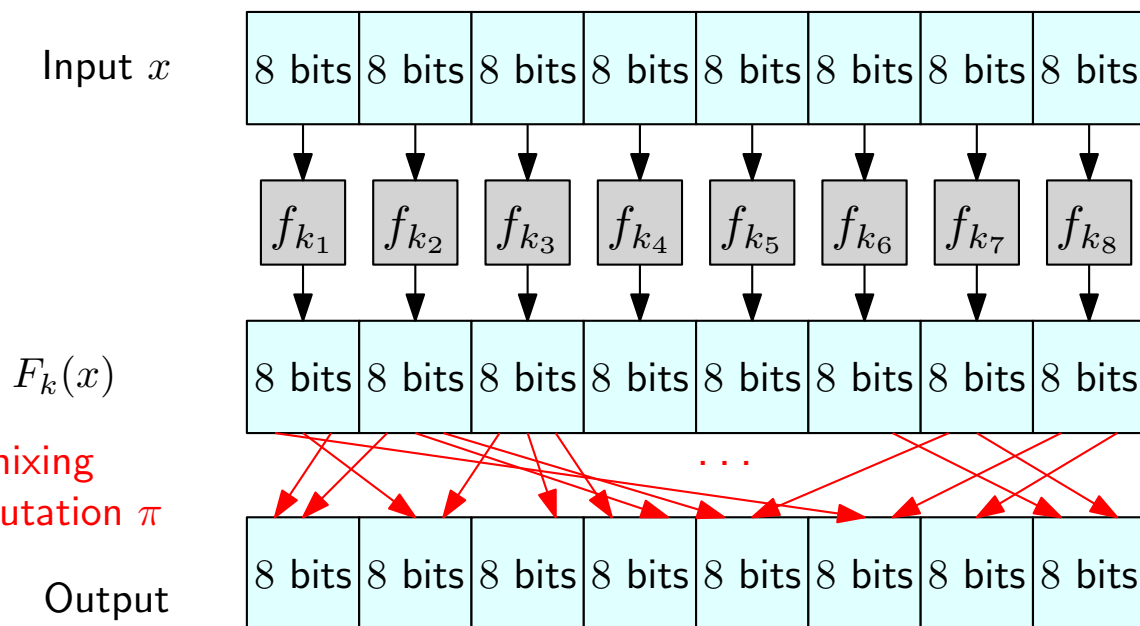 Input x
8 bits 8 bits 8 bits 8 bits 8 bits 8 bits 8 bits 8 bits
f_{k_1} f_{k_2} f_{k_3} f_{k_4} f_{k_5} f_{k_6} f_{k_7} f_{k_8}
F_k(x)
8 bits 8 bits 8 bits 8 bits 8 bits 8 bits 8 bits 8 bits
nixing
. . .
utation π
Output
8 bits 8 bits 8 bits 8 bits 8 bits 8 bits 8 bits 8 bits